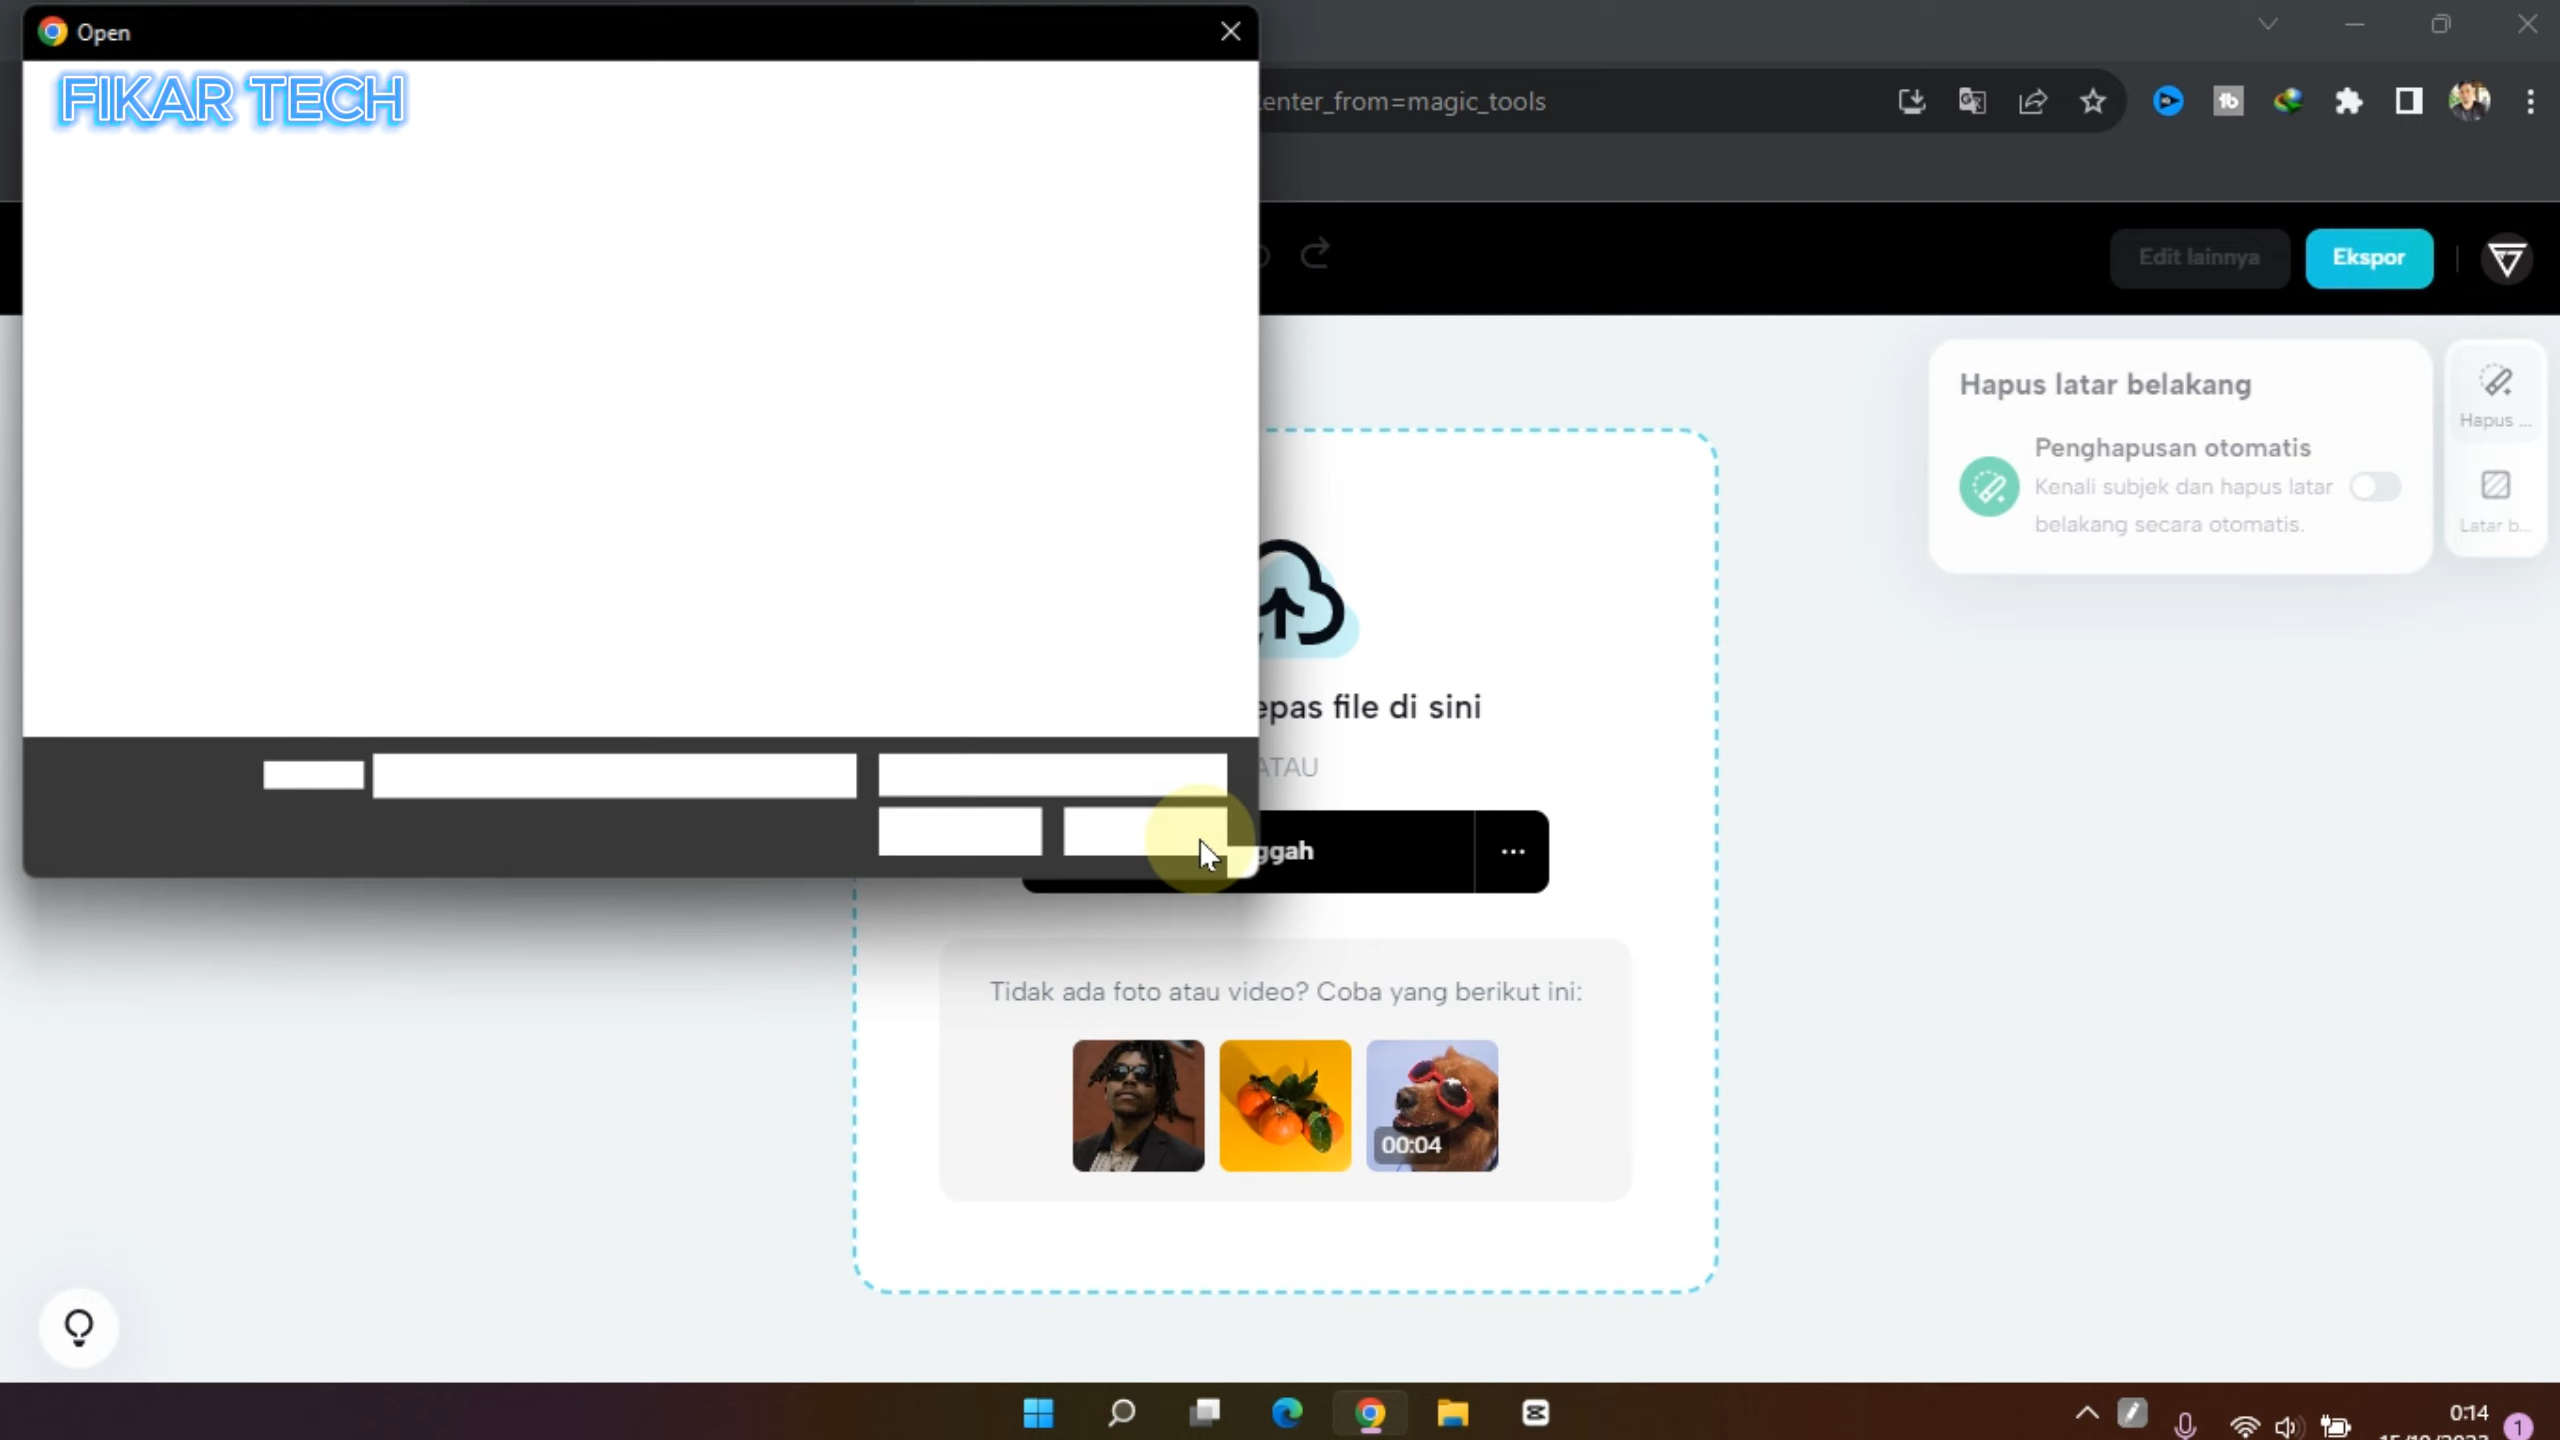 Open
FIKAR TECH
enter_from=magic_tools
Edit lainnya
Ekspor
Hapus latar belakang
Penghapusan otomatis
Kenali subjek dan hapus latar
belakang secara otomatis.
Hapus ...
Latar b...
epas file di sini
ATAU
ggah
...
Tidak ada foto atau video? Coba yang berikut ini:
00:04
0:14
1